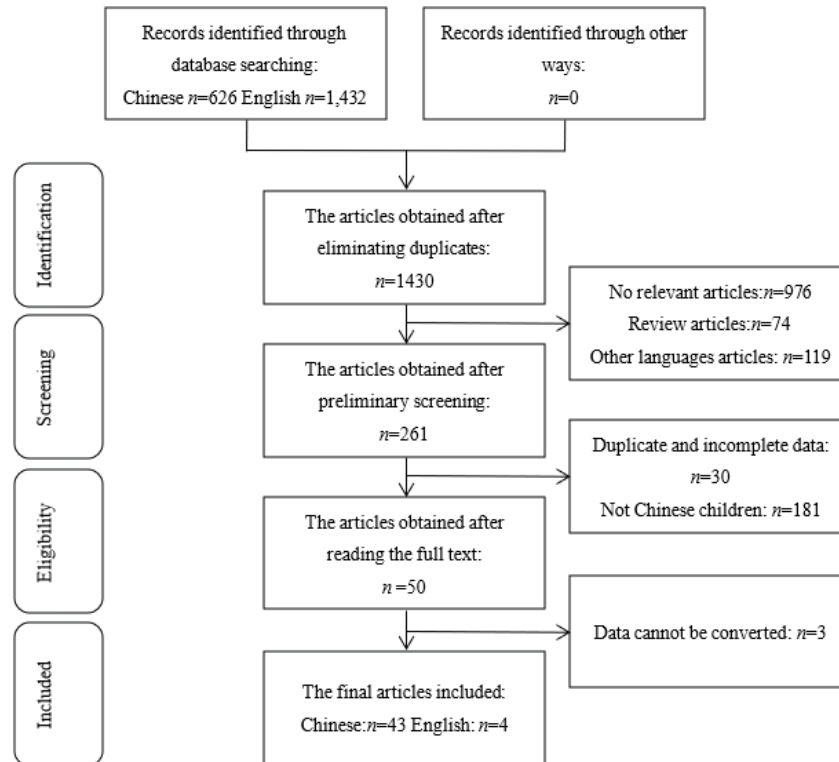 Records identified through
database searching:
Chinese n=626 English n=1,432
Records identified through other
ways:
n=0
Identification
The articles obtained after
eliminating duplicates:
n=1430
No relevant articles:n=976
Review articles:n=74
Other languages articles: n=119
Screening
The articles obtained after
preliminary screening:
n=261
Duplicate and incomplete data:
n=30
Not Chinese children: n=181
Eligibility
The articles obtained after
reading the full text:
n =50
Data cannot be converted: n=3
Included
The final articles included:
Chinese:n=43 English: n=4